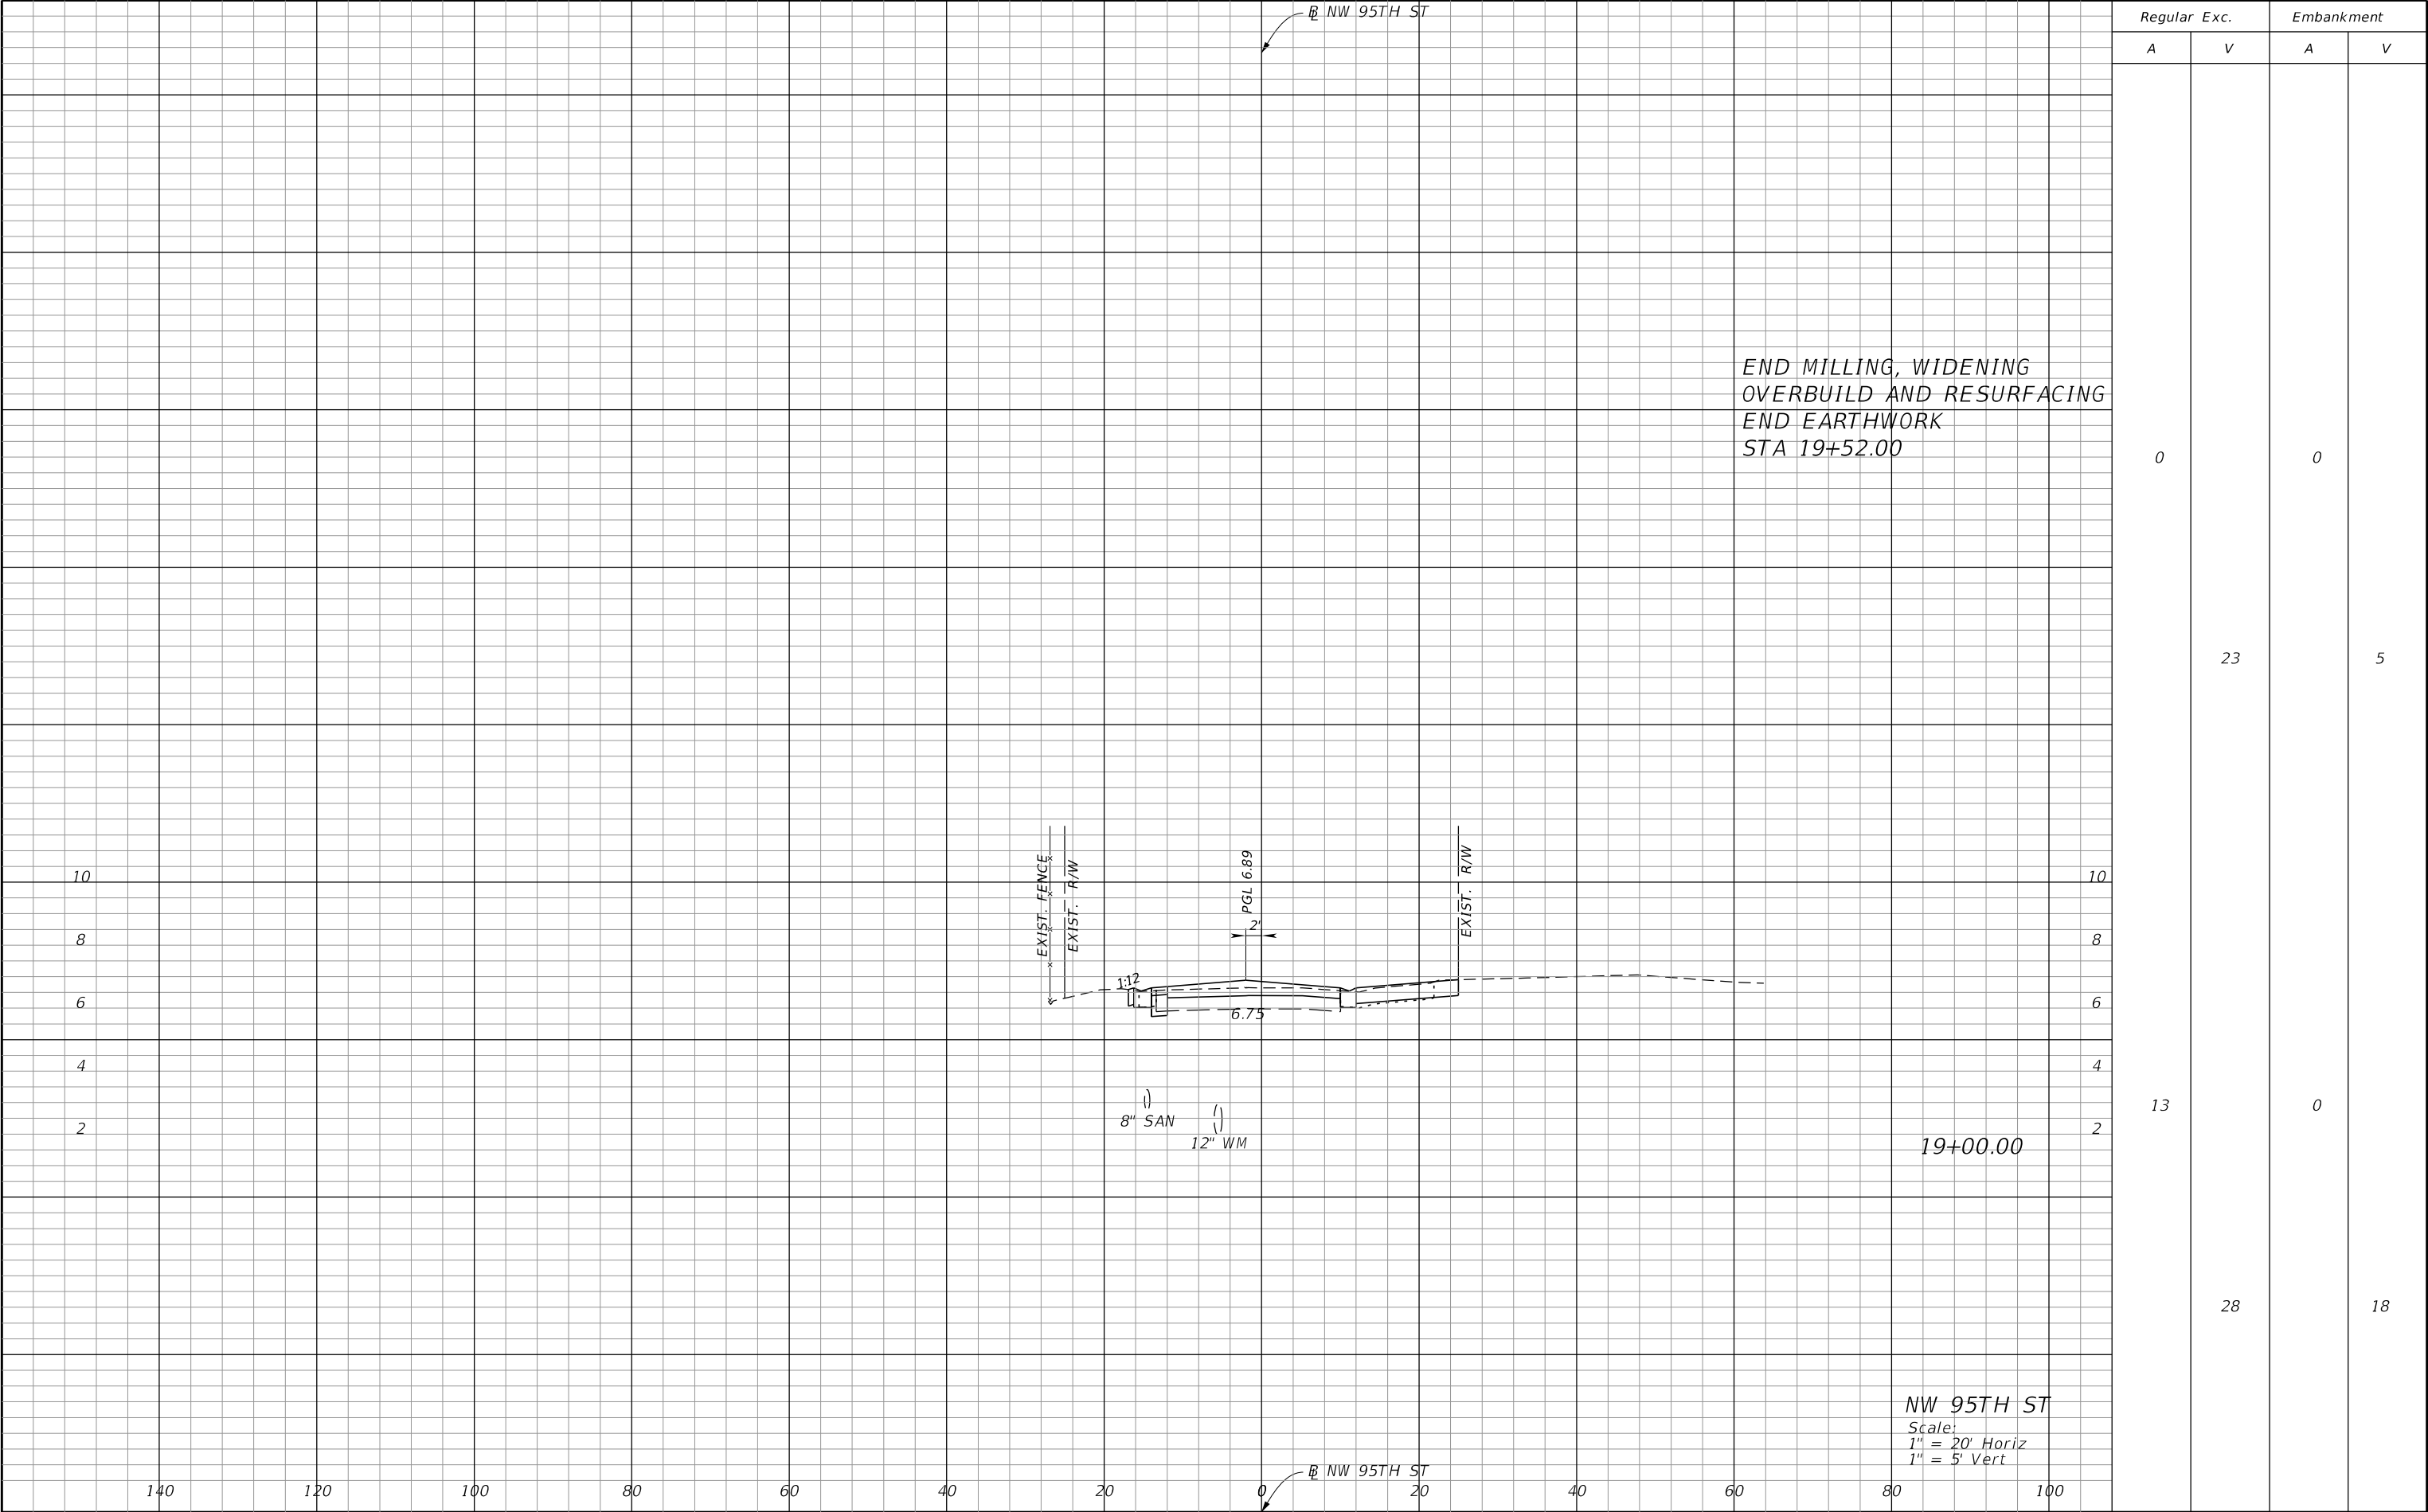 ℄ NW 95TH ST
Regular Exc. Embankment
A V A V
END MILLING, WIDENING
OVERBUILD AND RESURFACING
END EARTHWORK
STA 19+52.00
0 0
23 5
EXIST. FENCE
EXIST. R/W
PGL 6.89
EXIST. R/W
10 10
2'
8 8
1:12
6 6
6.75
4 4
8" SAN
12" WM
13 0
2 2
19+00.00
28 18
NW 95TH ST
Scale:
1" = 20' Horiz
1" = 5' Vert
℄ NW 95TH ST
140 120 100 80 60 40 20 0 20 40 60 80 100